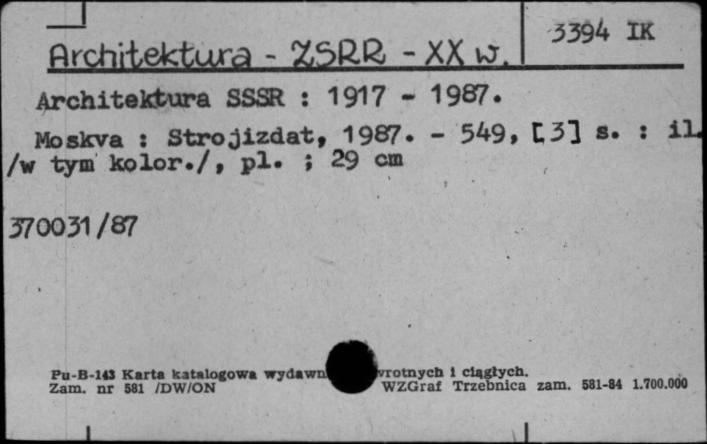 Architektura - ZSRR - XX w.
3394 IK
Architektura SSSR : 1917 - 1987.
Moskva : Strojizdat, 1987. - 549, [3] s. : il.
/w tym kolor./, pl. ; 29 cm
370031/87
Pu-B-143 Karta katalogowa wydawn vrotnych i ciągłych.
Zam. nr 581 /DW/ON WZGraf Trzebnica zam. 581-84 1.700.000